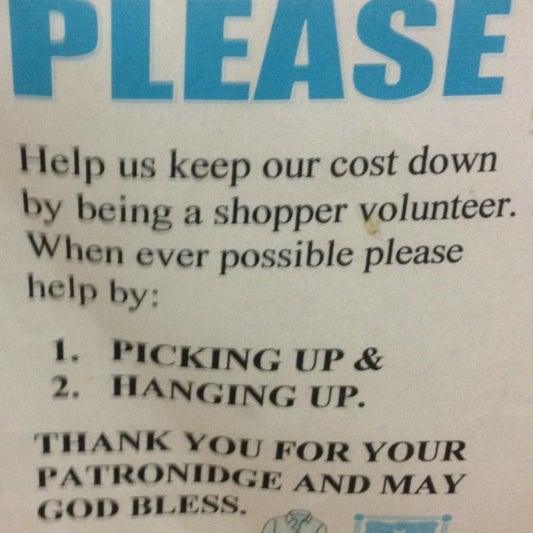 PLEASE
Help us keep our cost down
by being a shopper volunteer.
When ever possible please
help by:
1. PICKING UP &
2. HANGING UP.
THANK YOU FOR YOUR
PATRONIDGE AND MAY
GOD BLESS.